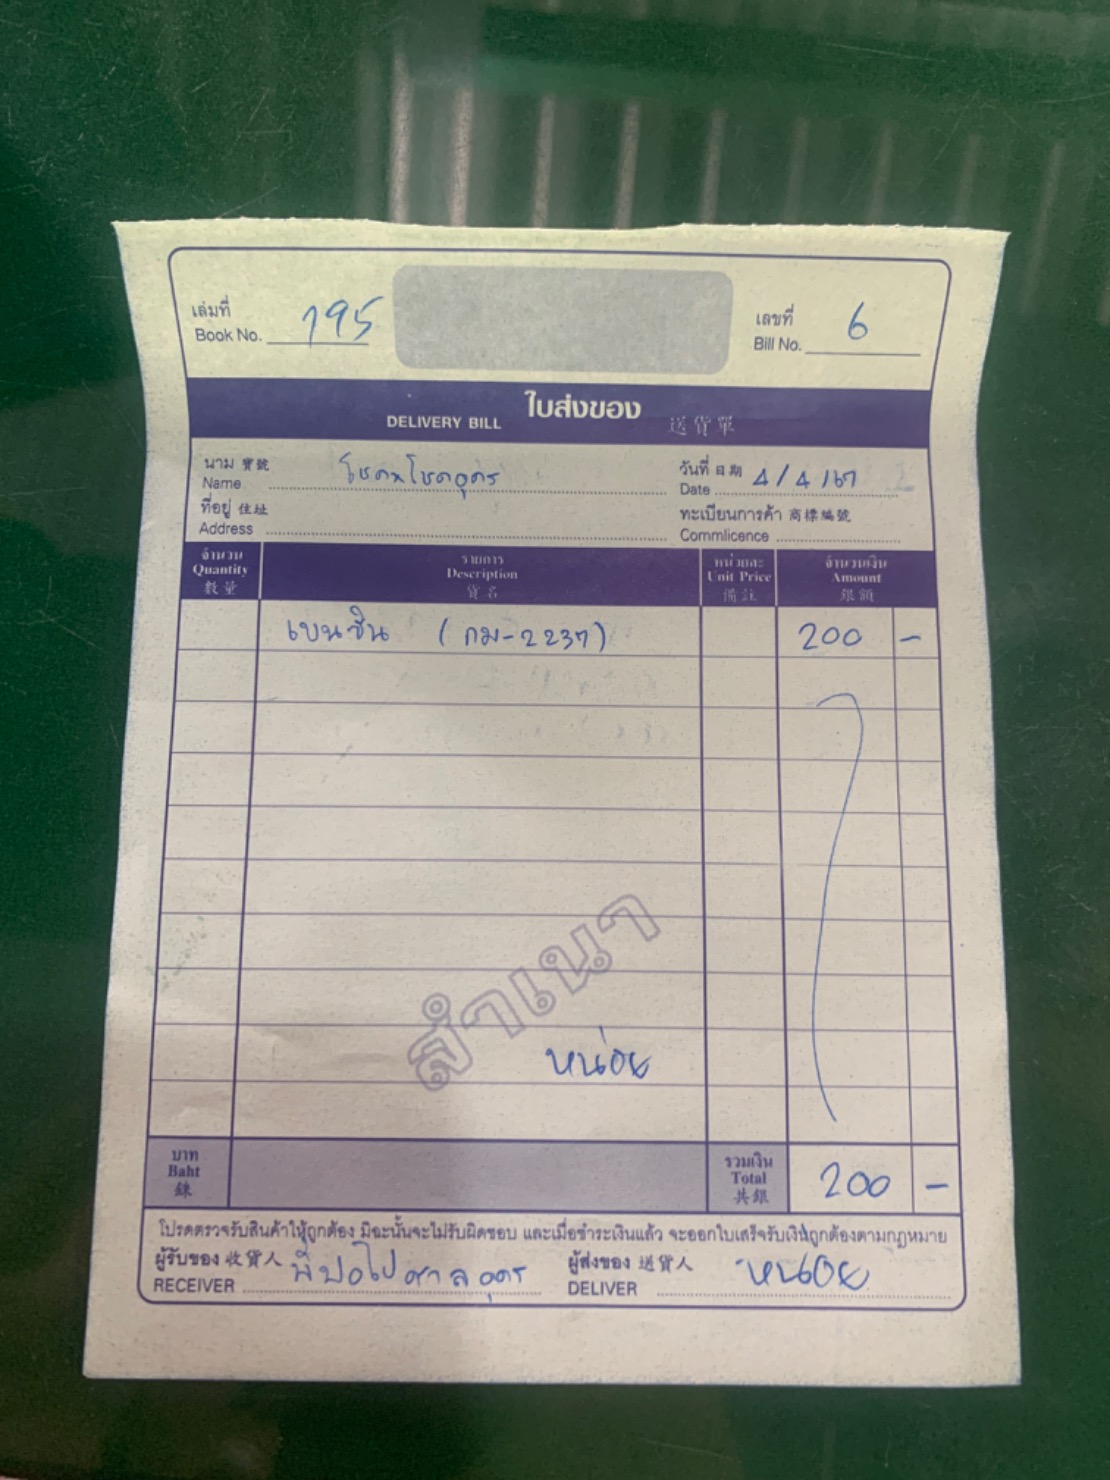 เล่มที่ เลขที่
Book No. 195 Bill No. 6
ใบส่งของ
DELIVERY BILL 送貨單
นาม 寶號 วันที่ 日期 4/4/67
Name โชคทโชคอุดร Date
ที่อยู่ 住址 ทะเบียนการค้า 商標編號
Address Commlicence
จำนวน รายการ หน่วยละ จำนวนเงิน
Quantity Description Unit Price Amount
數量 貨名 備註 銀額
เบนซิน (กม-2237) 200 -
สำเนา
หน่อย
บาท รวมเงิน
Baht Total 200 -
銖 共銀
โปรดตรวจรับสินค้าให้ถูกต้อง มิฉะนั้นจะไม่รับผิดชอบ และเมื่อชำระเงินแล้ว จะออกใบเสร็จรับเงินถูกต้องตามกฎหมาย
ผู้รับของ 收貨人 ผู้ส่งของ 送貨人
RECEIVER DELIVER หน่อย